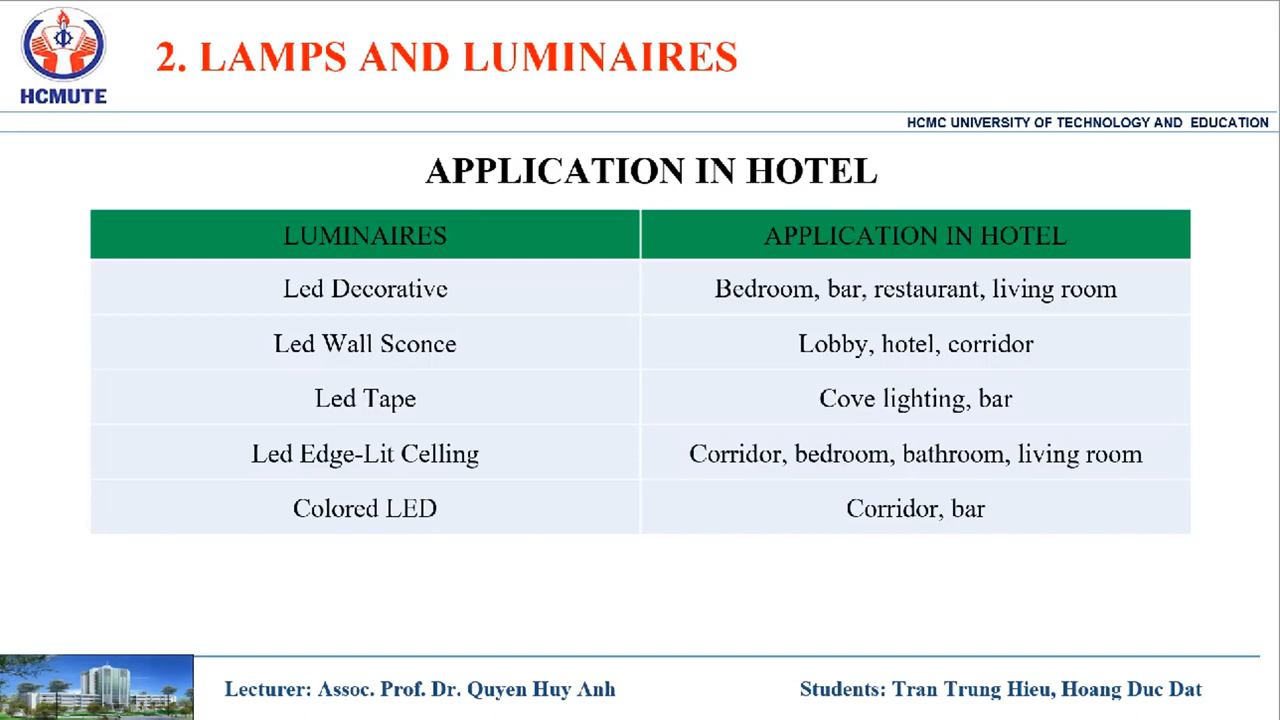 HCMUTE
2. LAMPS AND LUMINAIRES
HCMC UNIVERSITY OF TECHNOLOGY AND EDUCATION
APPLICATION IN HOTEL
LUMINAIRES APPLICATION IN HOTEL
Led Decorative Bedroom, bar, restaurant, living room
Led Wall Sconce Lobby, hotel, corridor
Led Tape Cove lighting, bar
Led Edge-Lit Celling Corridor, bedroom, bathroom, living room
Colored LED Corridor, bar
Lecturer: Assoc. Prof. Dr. Quyen Huy Anh Students: Tran Trung Hieu, Hoang Duc Dat